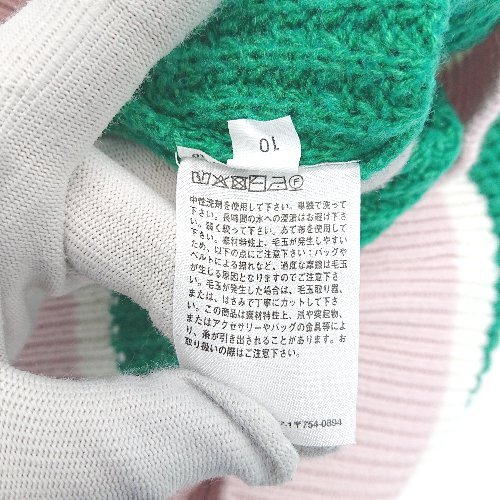 10
中性洗剤を使用して下さい。単独で洗って
下さい。長時間の水への浸漬はお避け下さ
い。弱く絞って下さい。あて布を使用して
下さい。素材特性上、毛玉が発生しやすい
ため、以下の点にご注意下さい：バッグや
ベルトによる擦れなど、過度な摩擦は毛玉
が生じる原因となりますのでご注意下さ
い。毛玉が発生した場合は、毛玉取り器、
または、はさみで丁寧にカットして下さ
い。この商品は素材特性上、爪や突起物、
またはアクセサリーやバッグの金具等によ
り、糸が引き出されることがあります。お
取り扱いの際はご注意下さい。
〒754-0894